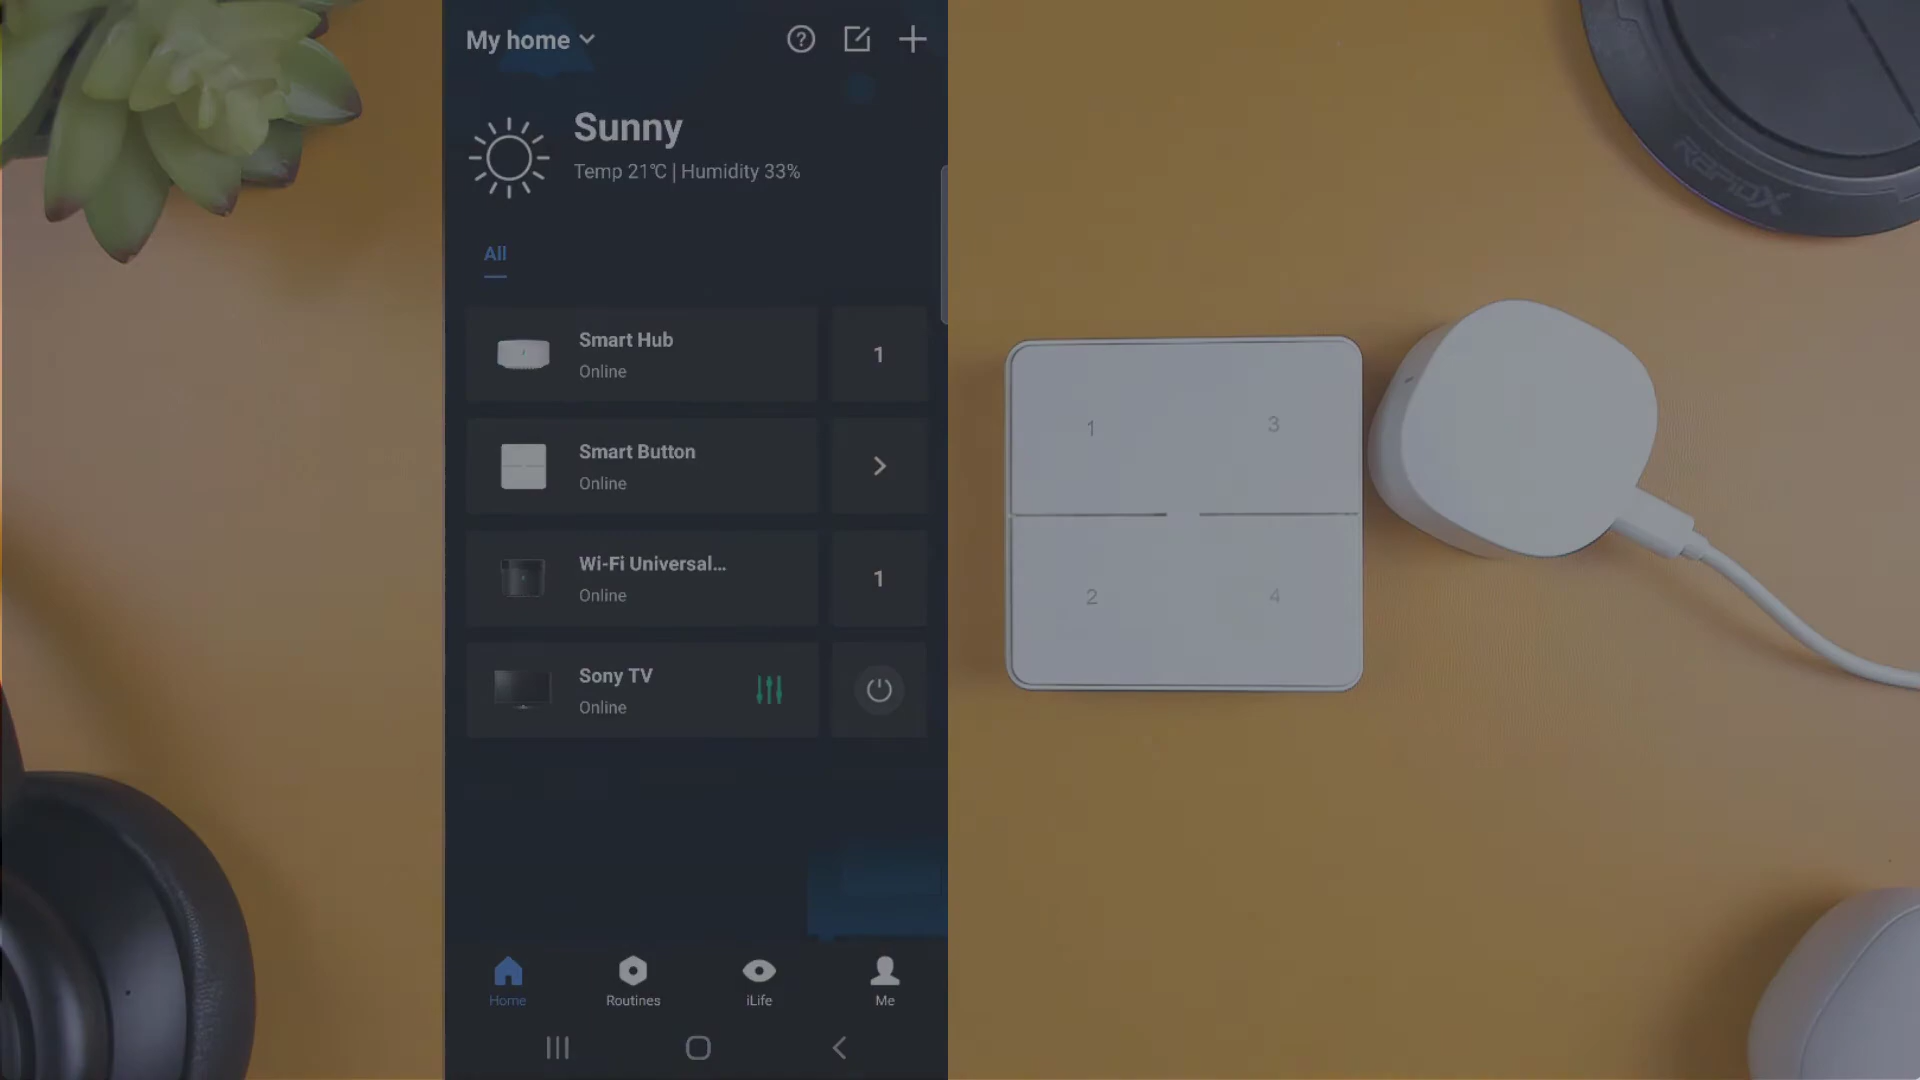 My home
Sunny
Temp 21℃ | Humidity 33%
All
Smart Hub
Online
1
Smart Button
Online
Wi-Fi Universal...
Online
1
Sony TV
Online
Home
Routines
iLife
Me
1
3
2
4
RapidX